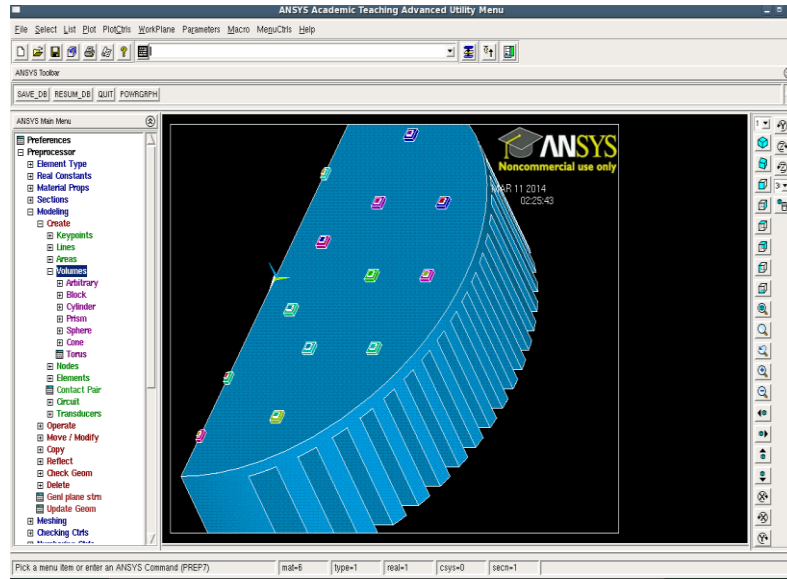 ANSYS Academic Teaching Advanced Utility Menu
File Select List Plot PlotCtrls WorkPlane Parameters Macro MenuCtrls Help
ANSYS Toolbar
SAVE_DB RESUM_DB QUIT POWRGRPH
ANSYS Main Menu
Preferences
Preprocessor
Element Type
Real Constants
Material Props
Sections
Modeling
Create
Keypoints
Lines
Areas
Volumes
Arbitrary
Block
Cylinder
Prism
Sphere
Cone
Torus
Nodes
Elements
Contact Pair
Circuit
Transducers
Operate
Move / Modify
Copy
Reflect
Check Geom
Delete
Genl plane strn
Update Geom
Meshing
Checking Ctrls
Numbering Ctrls
ANSYS
Noncommercial use only
MAR 11 2014
02:25:43
1
3
Pick a menu item or enter an ANSYS Command (PREP7) mat=6 type=1 real=1 csys=0 secn=1